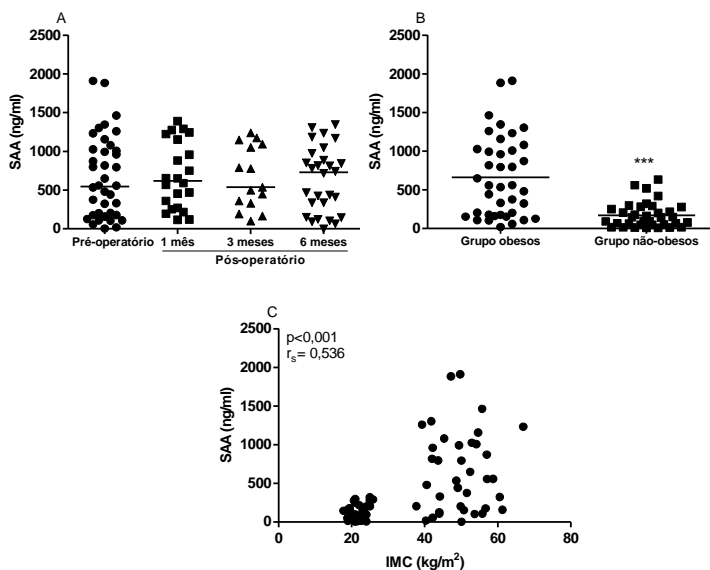 A
SAA (ng/ml)
2500
2000
1500
1000
500
0
Pré-operatório
1 mês
3 meses
6 meses
Pós-operatório
B
SAA (ng/ml)
2500
2000
1500
1000
500
0
***
Grupo obesos
Grupo não-obesos
C
p<0,001
rs= 0,536
SAA (ng/ml)
2500
2000
1500
1000
500
0
0
20
40
60
80
IMC (kg/m²)